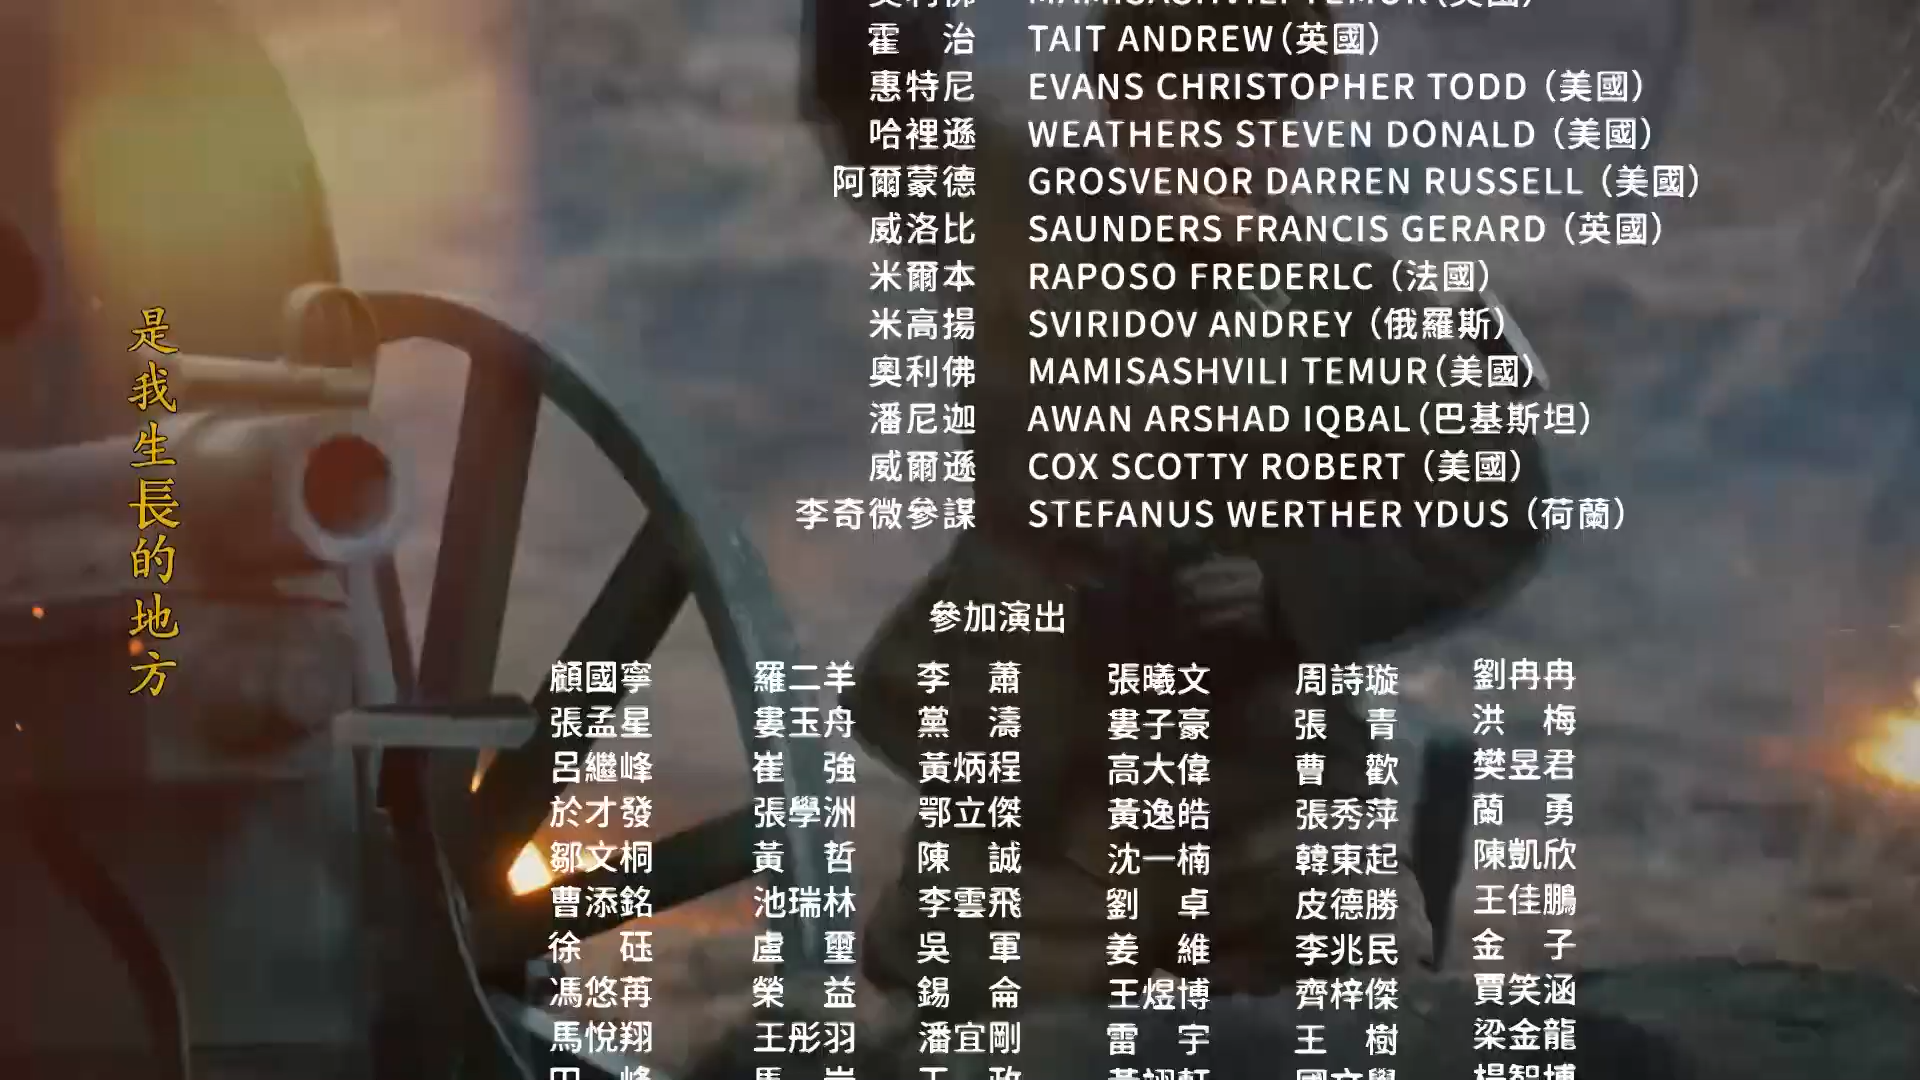 霍 治 TAIT ANDREW(英國)
惠特尼 EVANS CHRISTOPHER TODD (美國)
哈裡遜 WEATHERS STEVEN DONALD (美國)
阿爾蒙德 GROSVENOR DARREN RUSSELL (美國)
威洛比 SAUNDERS FRANCIS GERARD (英國)
米爾本 RAPOSO FREDERLC (法國)
米高揚 SVIRIDOV ANDREY (俄羅斯)
奧利佛 MAMISASHVILI TEMUR(美國)
潘尼迦 AWAN ARSHAD IQBAL(巴基斯坦)
威爾遜 COX SCOTTY ROBERT (美國)
李奇微參謀 STEFANUS WERTHER YDUS (荷蘭)
是我生長的地方
參加演出
顧國寧 羅二羊 李 蕭 張曦文 周詩璇 劉冉冉
張孟星 婁玉舟 黨 濤 婁子豪 張 青 洪 梅
呂繼峰 崔 強 黃炳程 高大偉 曹 歡 樊昱君
於才發 張學洲 鄂立傑 黃逸皓 張秀萍 蘭 勇
鄒文桐 黃 哲 陳 誠 沈一楠 韓東起 陳凱欣
曹添銘 池瑞林 李雲飛 劉 卓 皮德勝 王佳鵬
徐 砡 盧 璽 吳 軍 姜 維 李兆民 金 子
馮悠苒 榮 益 錫 侖 王煜博 齊梓傑 賈笑涵
馬悅翔 王彤羽 潘宜剛 雷 宇 王 樹 梁金龍